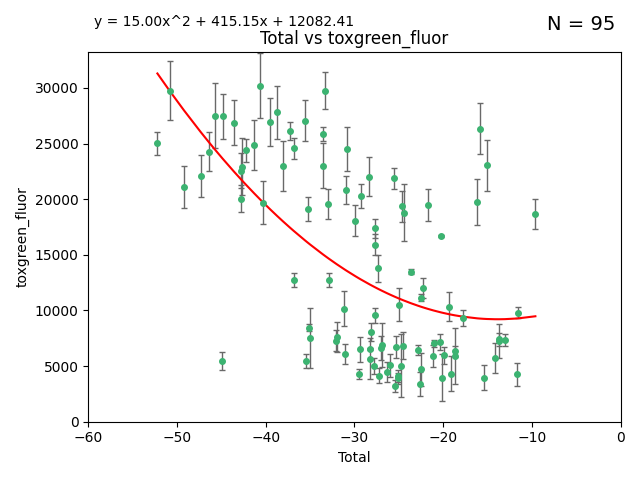 y = 15.00x^2 + 415.15x + 12082.41
N = 95
Total vs toxgreen_fluor
30000
25000
20000
15000
10000
5000
0
toxgreen_fluor
−60
−50
−40
−30
−20
−10
0
Total